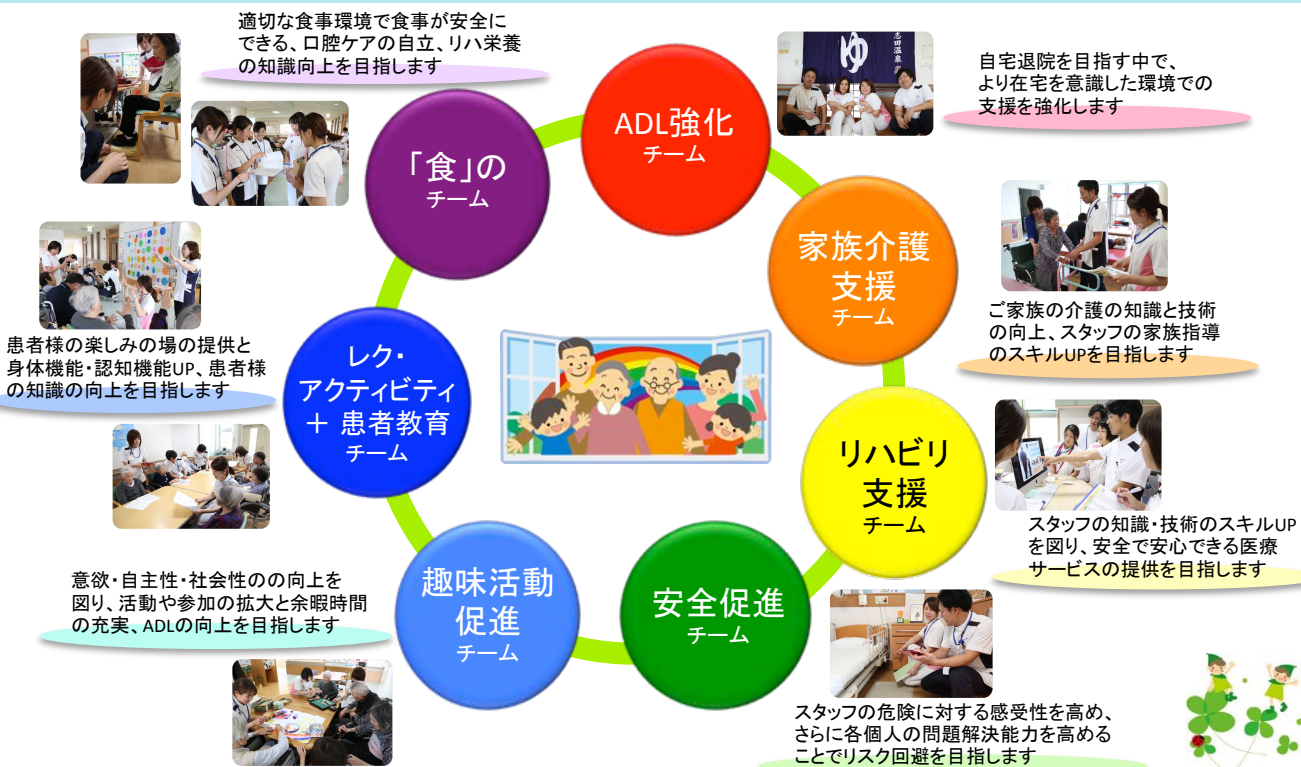 適切な食事環境で食事が安全に
できる、口腔ケアの自立、リハ栄養
の知識向上を目指します
「食」の
チーム
ADL強化
チーム
ゆ
自宅退院を目指す中で、
より在宅を意識した環境での
支援を強化します
家族介護
支援
チーム
ご家族の介護の知識と技術
の向上、スタッフの家族指導
のスキルUPを目指します
患者様の楽しみの場の提供と
身体機能・認知機能UP、患者様
の知識の向上を目指します
レク・
アクティビティ
＋ 患者教育
チーム
リハビリ
支援
チーム
スタッフの知識・技術のスキルUP
を図り、安全で安心できる医療
サービスの提供を目指します
意欲・自主性・社会性のの向上を
図り、活動や参加の拡大と余暇時間
の充実、ADLの向上を目指します
趣味活動
促進
チーム
安全促進
チーム
スタッフの危険に対する感受性を高め、
さらに各個人の問題解決能力を高める
ことでリスク回避を目指します